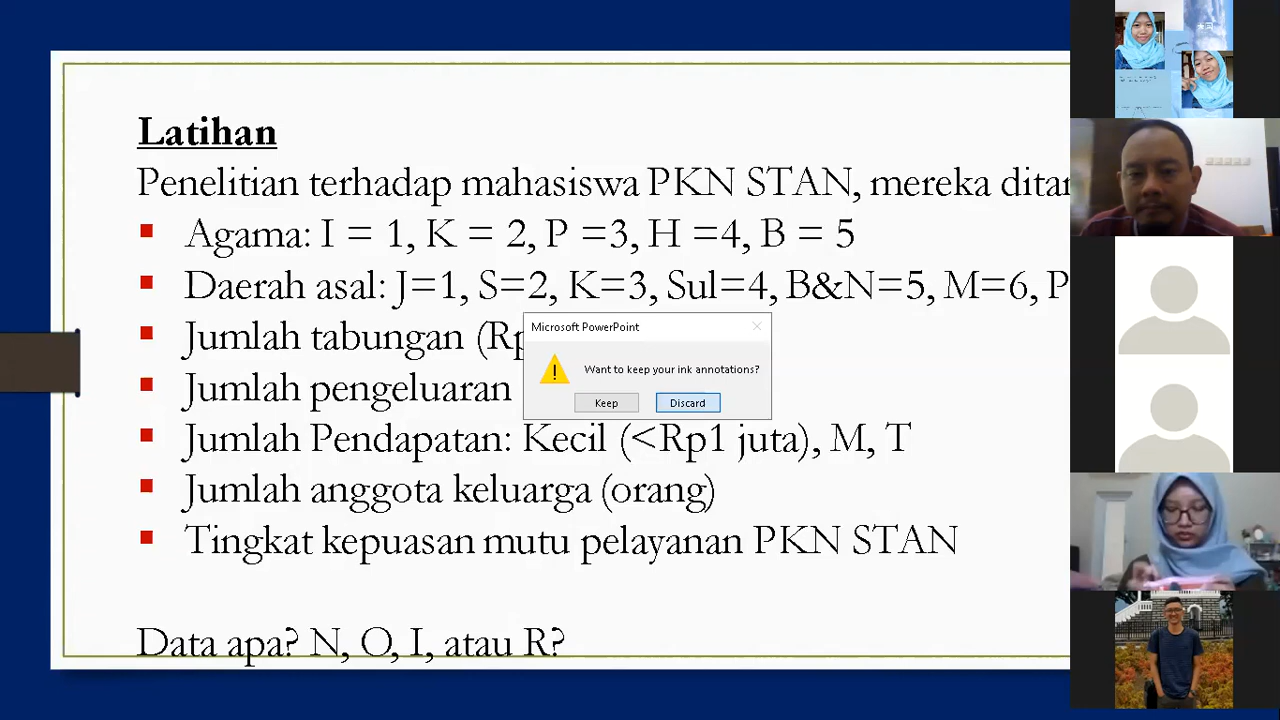 Latihan
Penelitian terhadap mahasiswa PKN STAN, mereka
▪ Agama: I = 1, K = 2, P =3, H =4, B = 5
▪ Daerah asal: J=1, S=2, K=3, Sul=4, B&N=5, M=6, P
▪ Jumlah tabungan
▪ Jumlah pengeluaran
▪ Jumlah Pendapatan: Kecil (<Rp1 juta), M, T
▪ Jumlah anggota keluarga (orang)
▪ Tingkat kepuasan mutu pelayanan PKN STAN
Data apa? N, O, I, atau R?
Microsoft PowerPoint
Want to keep your ink annotations?
Keep
Discard